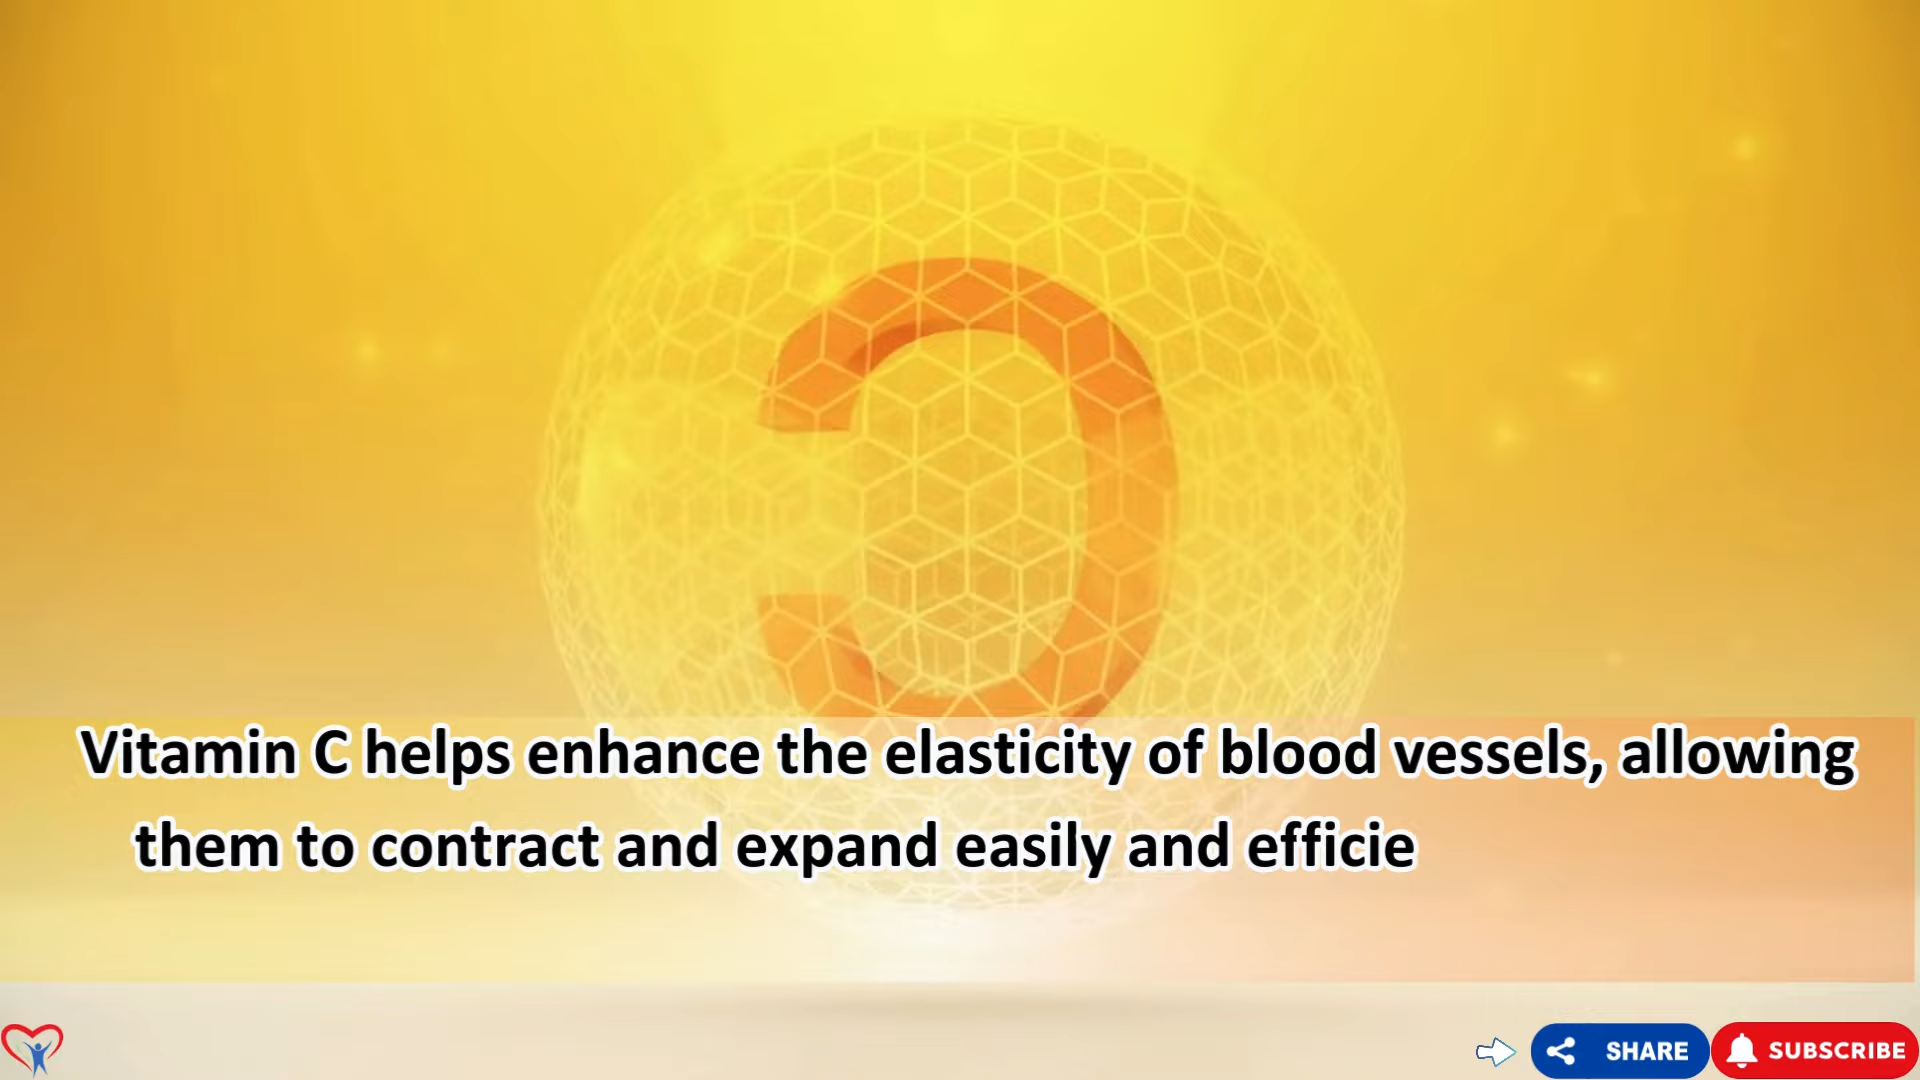 Vitamin C helps enhance the elasticity of blood vessels, allowing
them to contract and expand easily and efficie
SHARE
SUBSCRIBE